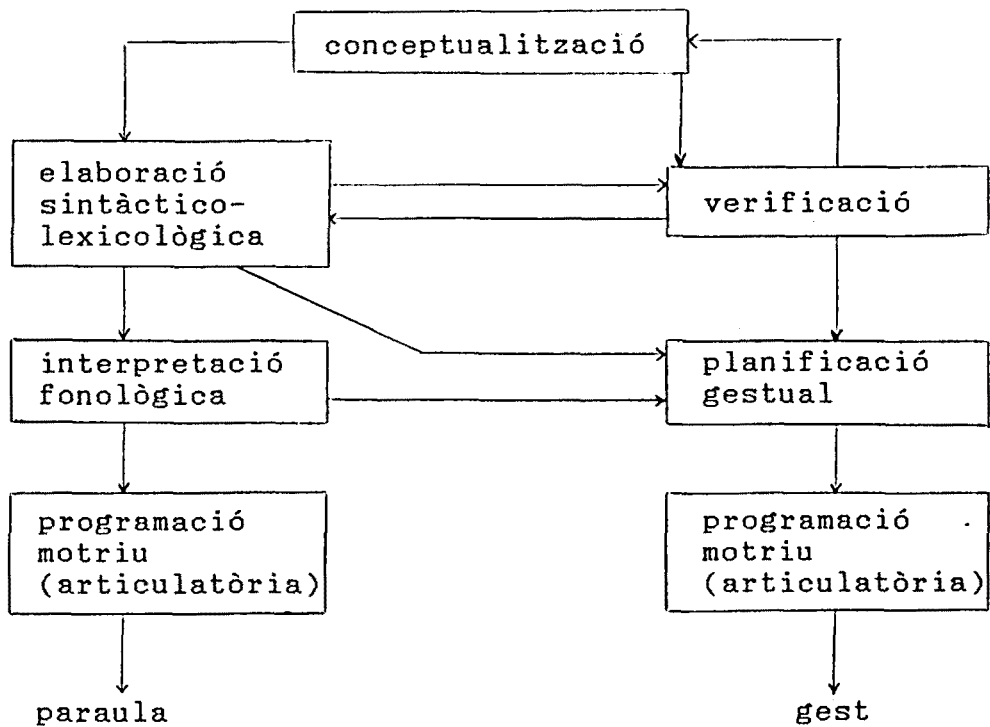 conceptualització
elaboració
sintàctico-
lexicològica
verificació
interpretació
fonològica
planificació
gestual
programació
motriu
(articulatòria)
programació
motriu
(articulatòria)
paraula
gest